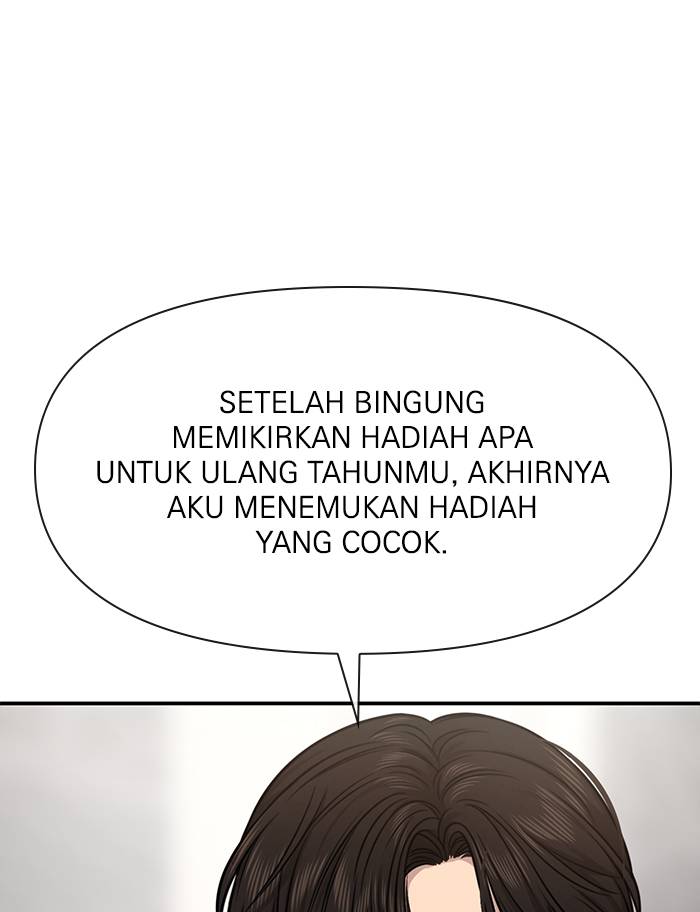 SETELAH BINGUNG
MEMIKIRKAN HADIAH APA
UNTUK ULANG TAHUNMU, AKHIRNYA
AKU MENEMUKAN HADIAH
YANG COCOK.